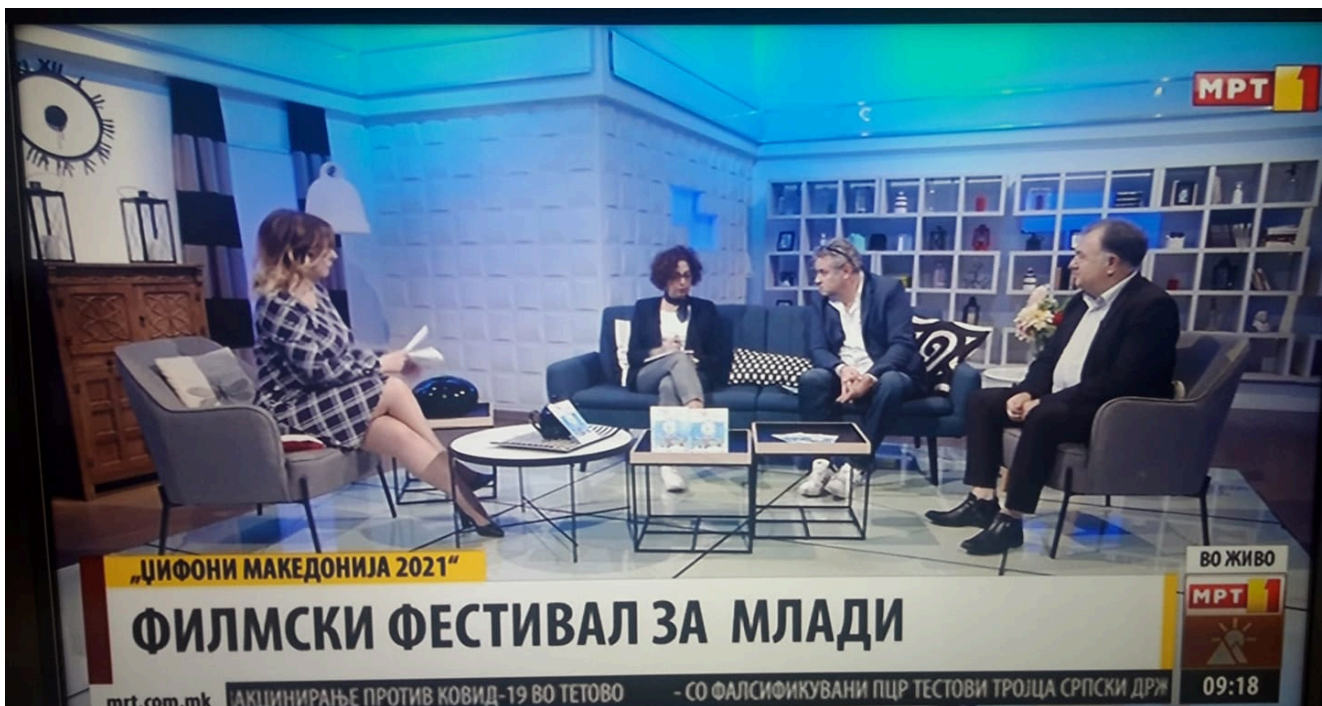 МРТ 1
„ЏИФОНИ МАКЕДОНИЈА 2021“
ФИЛМСКИ ФЕСТИВАЛ ЗА МЛАДИ
ВО ЖИВО
МРТ 1
mrt.com.mk
АКЦИНИРАЊЕ ПРОТИВ КОВИД-19 ВО ТЕТОВО - СО ФАЛСИФИКУВАНИ ПЦР ТЕСТОВИ ТРОЈЦА СРПСКИ ДРЖ
09:18